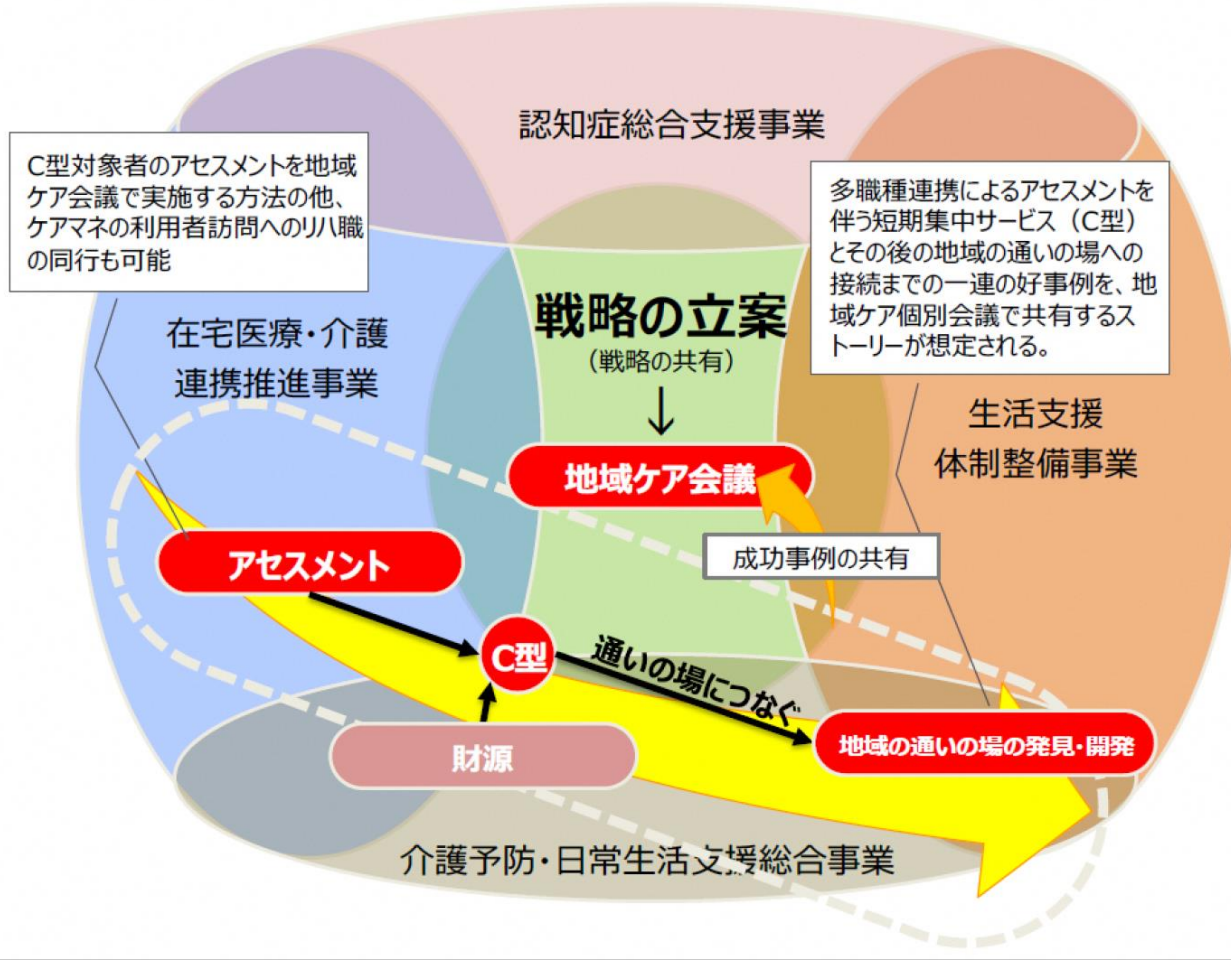 認知症総合支援事業
C型対象者のアセスメントを地域
ケア会議で実施する方法の他、
ケアマネの利用者訪問へのリハ職
の同行も可能
多職種連携によるアセスメントを
伴う短期集中サービス（C型）
とその後の地域の通いの場への
接続までの一連の好事例を、地
域ケア個別会議で共有するス
トーリーが想定される。
在宅医療・介護
連携推進事業
戦略の立案
（戦略の共有）
↓
生活支援
体制整備事業
地域ケア会議
アセスメント
成功事例の共有
C型
通いの場につなぐ
財源
地域の通いの場の発見・開発
介護予防・日常生活支援総合事業